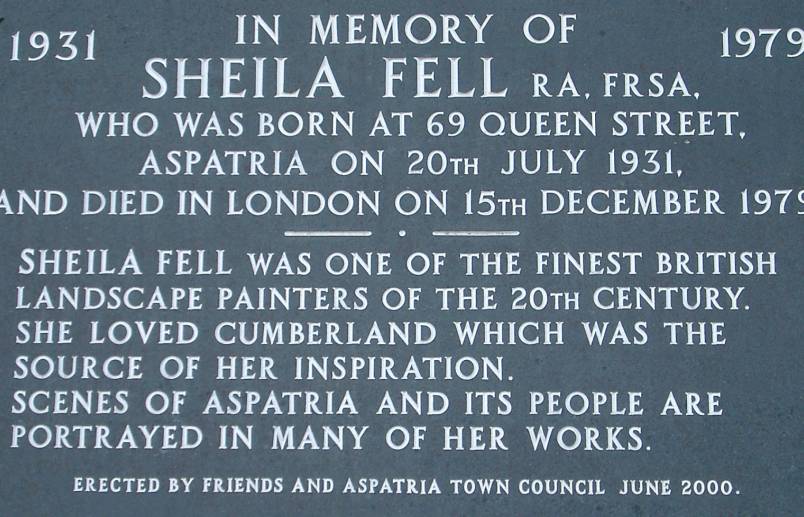 IN MEMORY OF
1931 1979
SHEILA FELL RA, FRSA,
WHO WAS BORN AT 69 QUEEN STREET,
ASPATRIA ON 20TH JULY 1931,
AND DIED IN LONDON ON 15TH DECEMBER 1979
SHEILA FELL WAS ONE OF THE FINEST BRITISH
LANDSCAPE PAINTERS OF THE 20TH CENTURY.
SHE LOVED CUMBERLAND WHICH WAS THE
SOURCE OF HER INSPIRATION.
SCENES OF ASPATRIA AND ITS PEOPLE ARE
PORTRAYED IN MANY OF HER WORKS.
ERECTED BY FRIENDS AND ASPATRIA TOWN COUNCIL JUNE 2000.